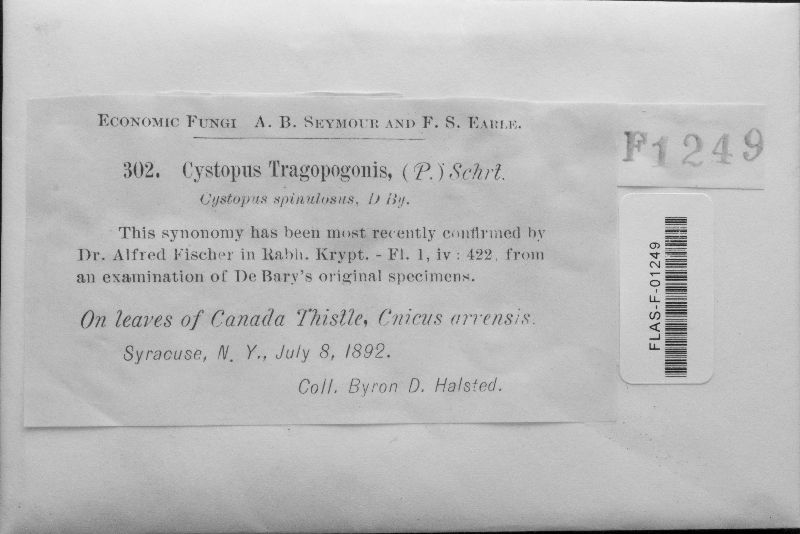 Economic Fungi A. B. Seymour and F. S. Earle.
302. Cystopus Tragopogonis, (P.) Schrt.
Cystopus spinulosus, D By.
This synonomy has been most recently confirmed by
Dr. Alfred Fischer in Rabh. Krypt. - Fl. 1, iv : 422, from
an examination of De Bary's original specimens.
On leaves of Canada Thistle, Cnicus arvensis.
Syracuse, N. Y., July 8, 1892.
Coll. Byron D. Halsted.
F1249
FLAS-F-01249